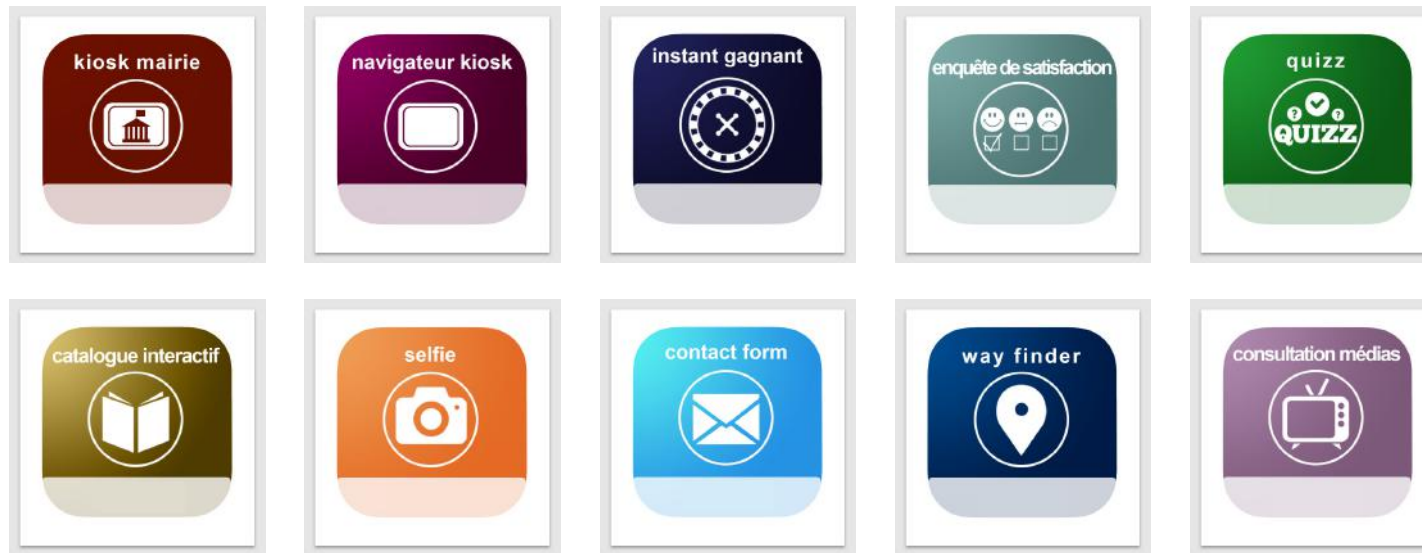 kiosk mairie
navigateur kiosk
instant gagnant
enquête de satisfaction
quizz
QUIZZ
catalogue interactif
selfie
contact form
way finder
consultation médias